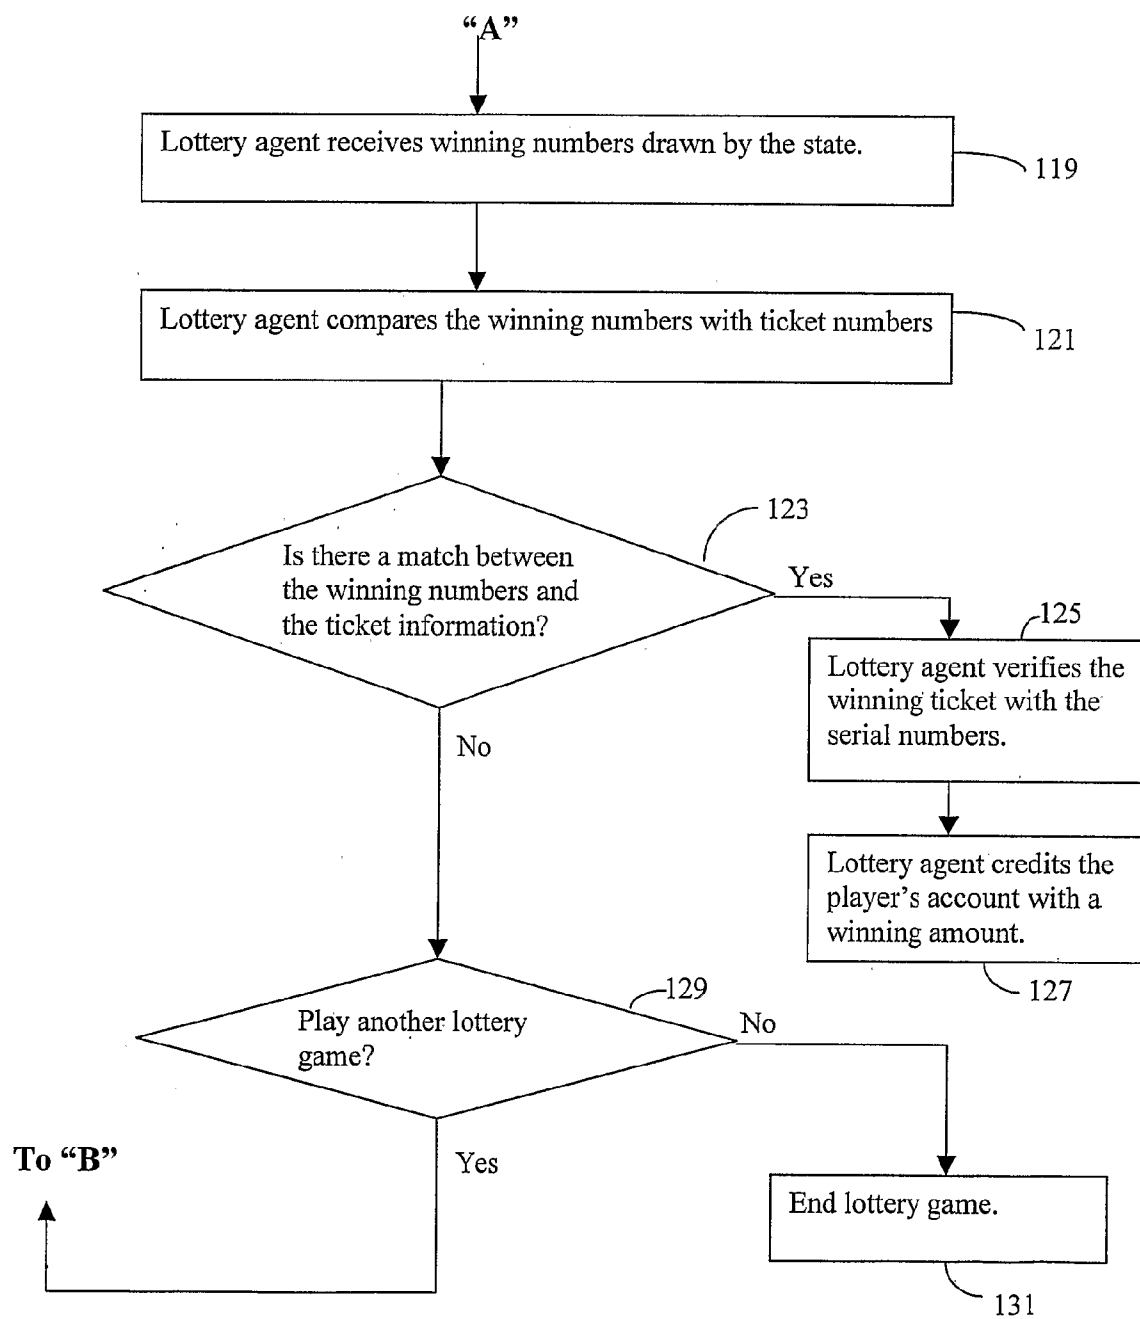 “A”
Lottery agent receives winning numbers drawn by the state.
119
Lottery agent compares the winning numbers with ticket numbers
121
123
Is there a match between
the winning numbers and
the ticket information?
Yes
125
Lottery agent verifies the
winning ticket with the
serial numbers.
No
Lottery agent credits the
player’s account with a
winning amount.
127
129
Play another lottery
game?
No
To “B”
Yes
End lottery game.
131